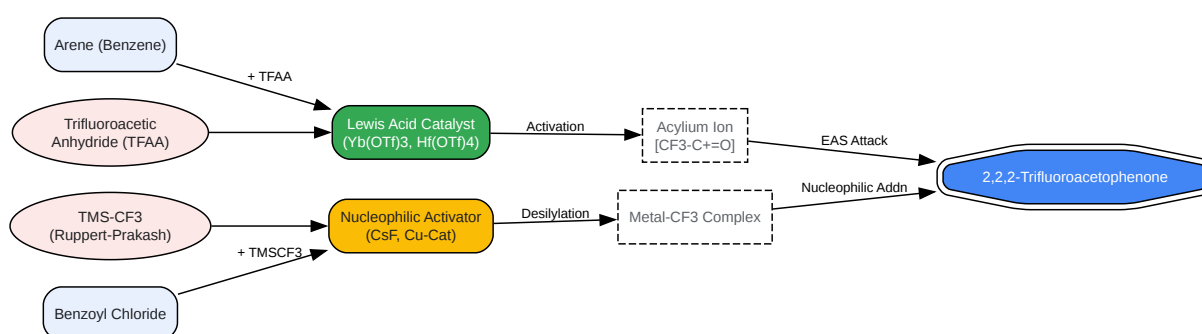 Arene (Benzene)
+ TFAA
Trifluoroacetic
Anhydride (TFAA)
Lewis Acid Catalyst
(Yb(OTf)3, Hf(OTf)4)
Activation
Acylium Ion
[CF3-C+=O]
EAS Attack
2,2,2-Trifluoroacetophenone
TMS-CF3
(Ruppert-Prakash)
+ TMSCF3
Nucleophilic Activator
(CsF, Cu-Cat)
Desilylation
Metal-CF3 Complex
Nucleophilic Addn
Benzoyl Chloride